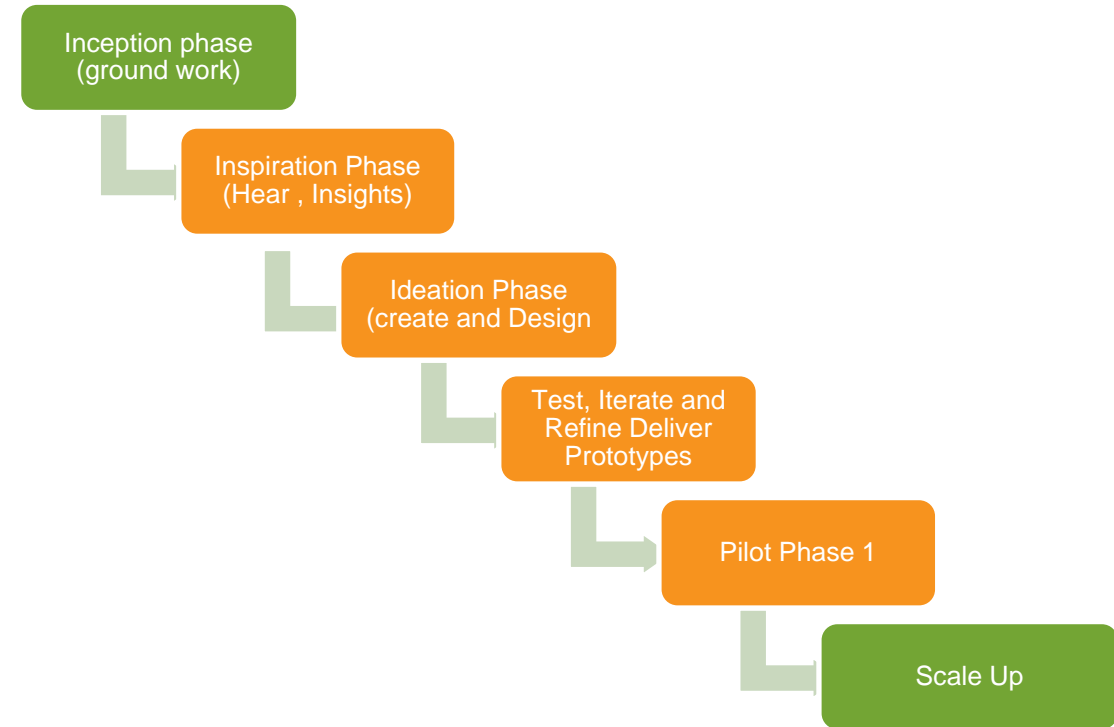 Inception phase
(ground work)
Inspiration Phase
(Hear , Insights)
Ideation Phase
(create and Design
Test, Iterate and
Refine Deliver
Prototypes
Pilot Phase 1
Scale Up